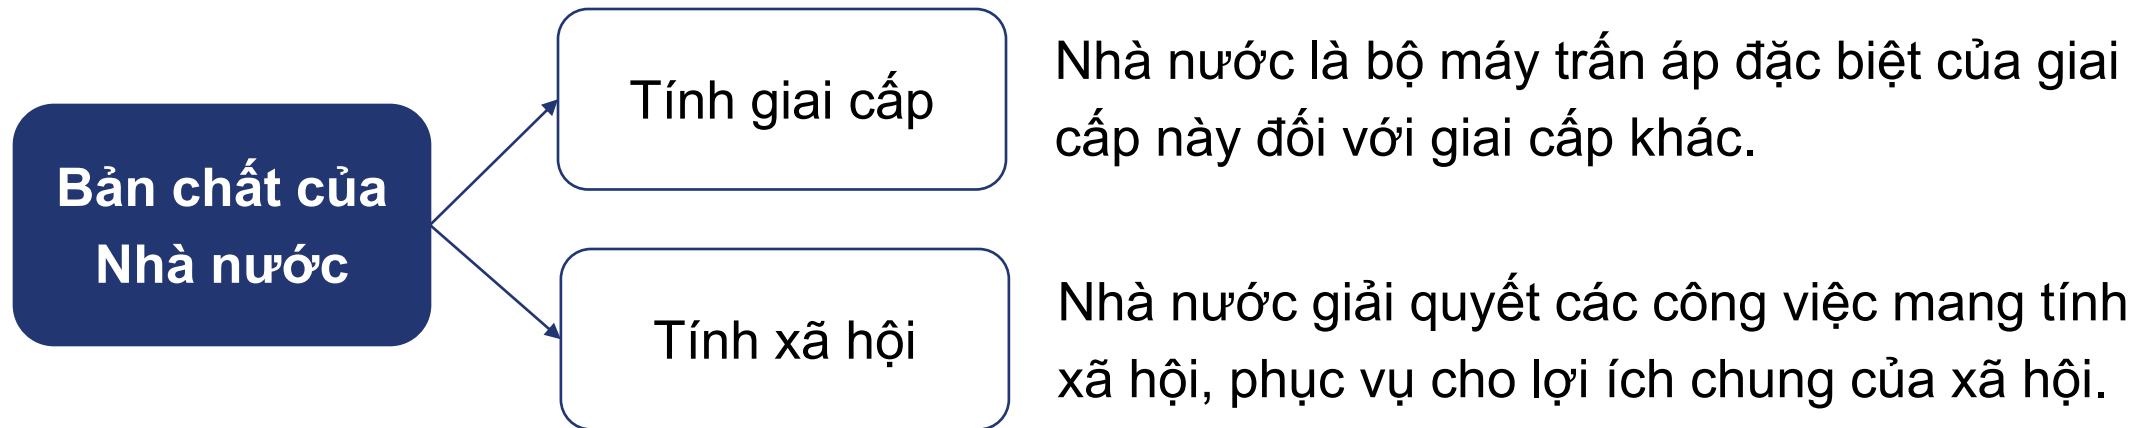 Bản chất của
Nhà nước
Tính giai cấp
Nhà nước là bộ máy trấn áp đặc biệt của giai
cấp này đối với giai cấp khác.
Tính xã hội
Nhà nước giải quyết các công việc mang tính
xã hội, phục vụ cho lợi ích chung của xã hội.